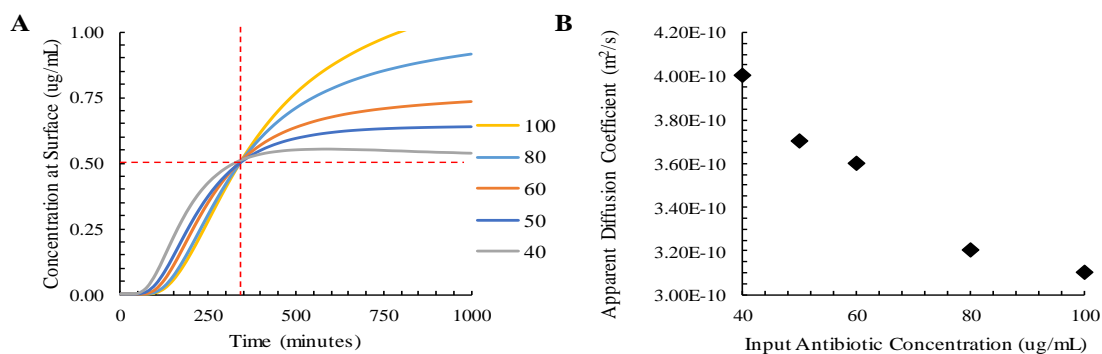 A
Concentration at Surface (ug/mL)
1.00
0.75
0.50
0.25
0.00
0
250
500
750
1000
Time (minutes)
100
80
60
50
40
B
Apparent Diffusion Coefficient (m²/s)
4.20E-10
4.00E-10
3.80E-10
3.60E-10
3.40E-10
3.20E-10
3.00E-10
40
60
80
100
Input Antibiotic Concentration (ug/mL)